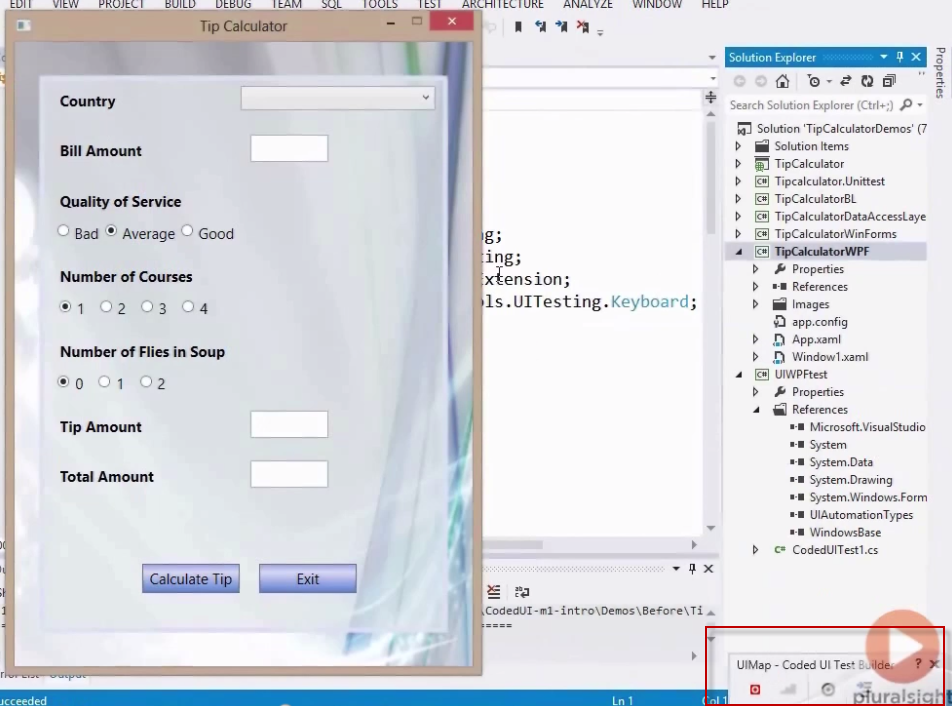 EDIT VIEW PROJECT BUILD DEBUG TEAM SQL TOOLS TEST ARCHITECTURE ANALYZE WINDOW HELP
Tip Calculator
Country
Bill Amount
Quality of Service
Bad Average Good
Number of Courses
1 2 3 4
Number of Flies in Soup
0 1 2
Tip Amount
Total Amount
Calculate Tip Exit
ng;
ting;
Extension;
ols.UITesting.Keyboard;
\CodedUI-m1-intro\Demos\Before\Ti
=====
Output
ucceeded
Ln 1
Col 1
Solution Explorer
Properties
Search Solution Explorer (Ctrl+;)
Solution 'TipCalculatorDemos' (7
Solution Items
TipCalculator
Tipcalculator.Unittest
TipCalculatorBL
TipCalculatorDataAccessLaye
TipCalculatorWinForms
TipCalculatorWPF
Properties
References
Images
app.config
App.xaml
Window1.xaml
UIWPFtest
Properties
References
Microsoft.VisualStudio
System
System.Data
System.Drawing
System.Windows.Form
UIAutomationTypes
WindowsBase
CodedUITest1.cs
UIMap - Coded UI Test Builder
pluralsight